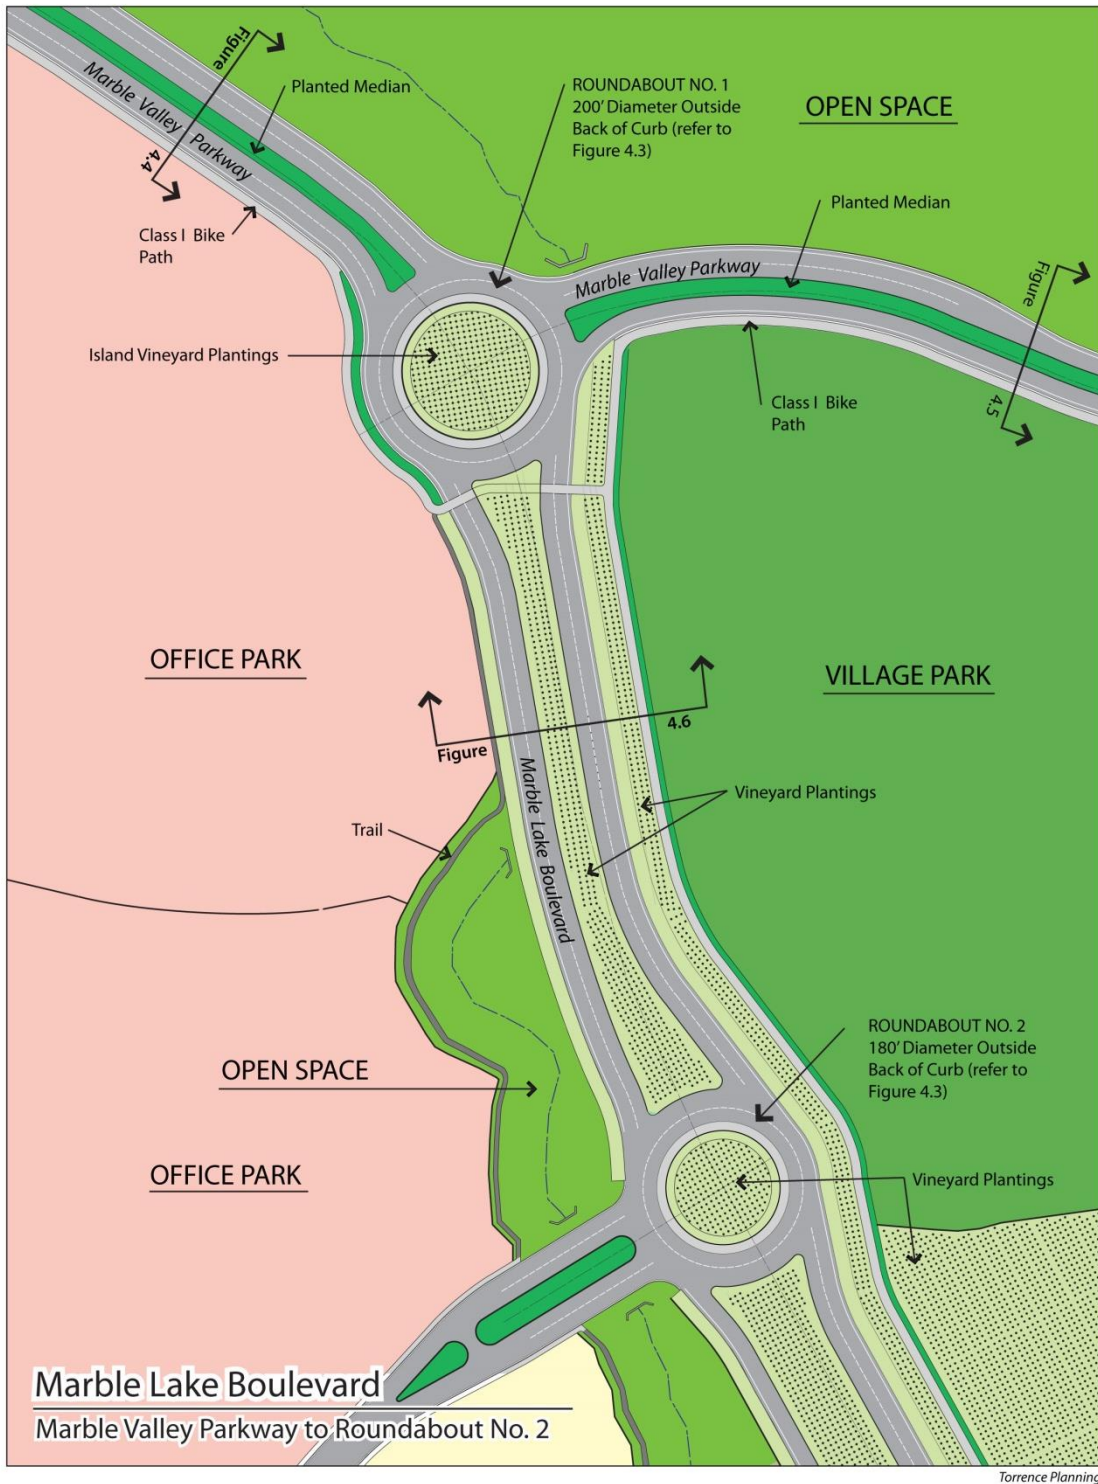 Figure
4.4
Marble Valley Parkway
Planted Median
Class I Bike
Path
ROUNDABOUT NO. 1
200' Diameter Outside
Back of Curb (refer to
Figure 4.3)
OPEN SPACE
Planted Median
Marble Valley Parkway
Figure
4.5
Class I Bike
Path
Island Vineyard Plantings
OFFICE PARK
VILLAGE PARK
Figure
4.6
Marble Lake Boulevard
Vineyard Plantings
Trail
OPEN SPACE
ROUNDABOUT NO. 2
180' Diameter Outside
Back of Curb (refer to
Figure 4.3)
OFFICE PARK
Vineyard Plantings
Marble Lake Boulevard
Marble Valley Parkway to Roundabout No. 2
Torrence Planning